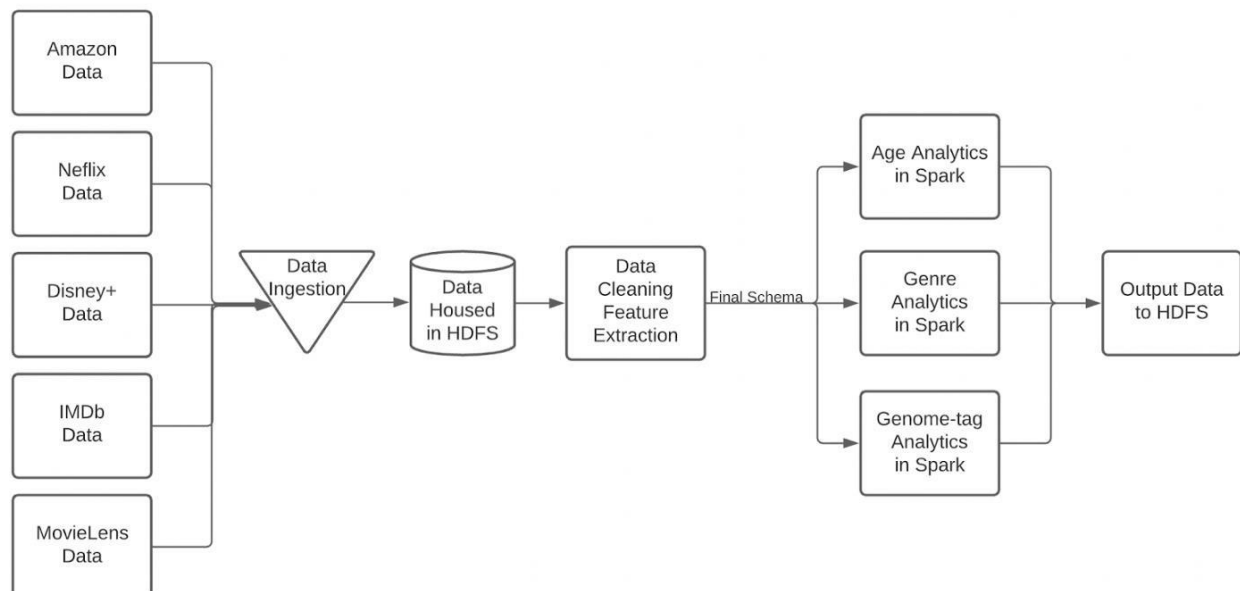 Amazon
Data
Neflix
Data
Disney+
Data
IMDb
Data
MovieLens
Data
Data
Ingestion
Data
Housed
in HDFS
Data
Cleaning
Feature
Extraction
Final Schema
Age Analytics
in Spark
Genre
Analytics
in Spark
Genome-tag
Analytics
in Spark
Output Data
to HDFS